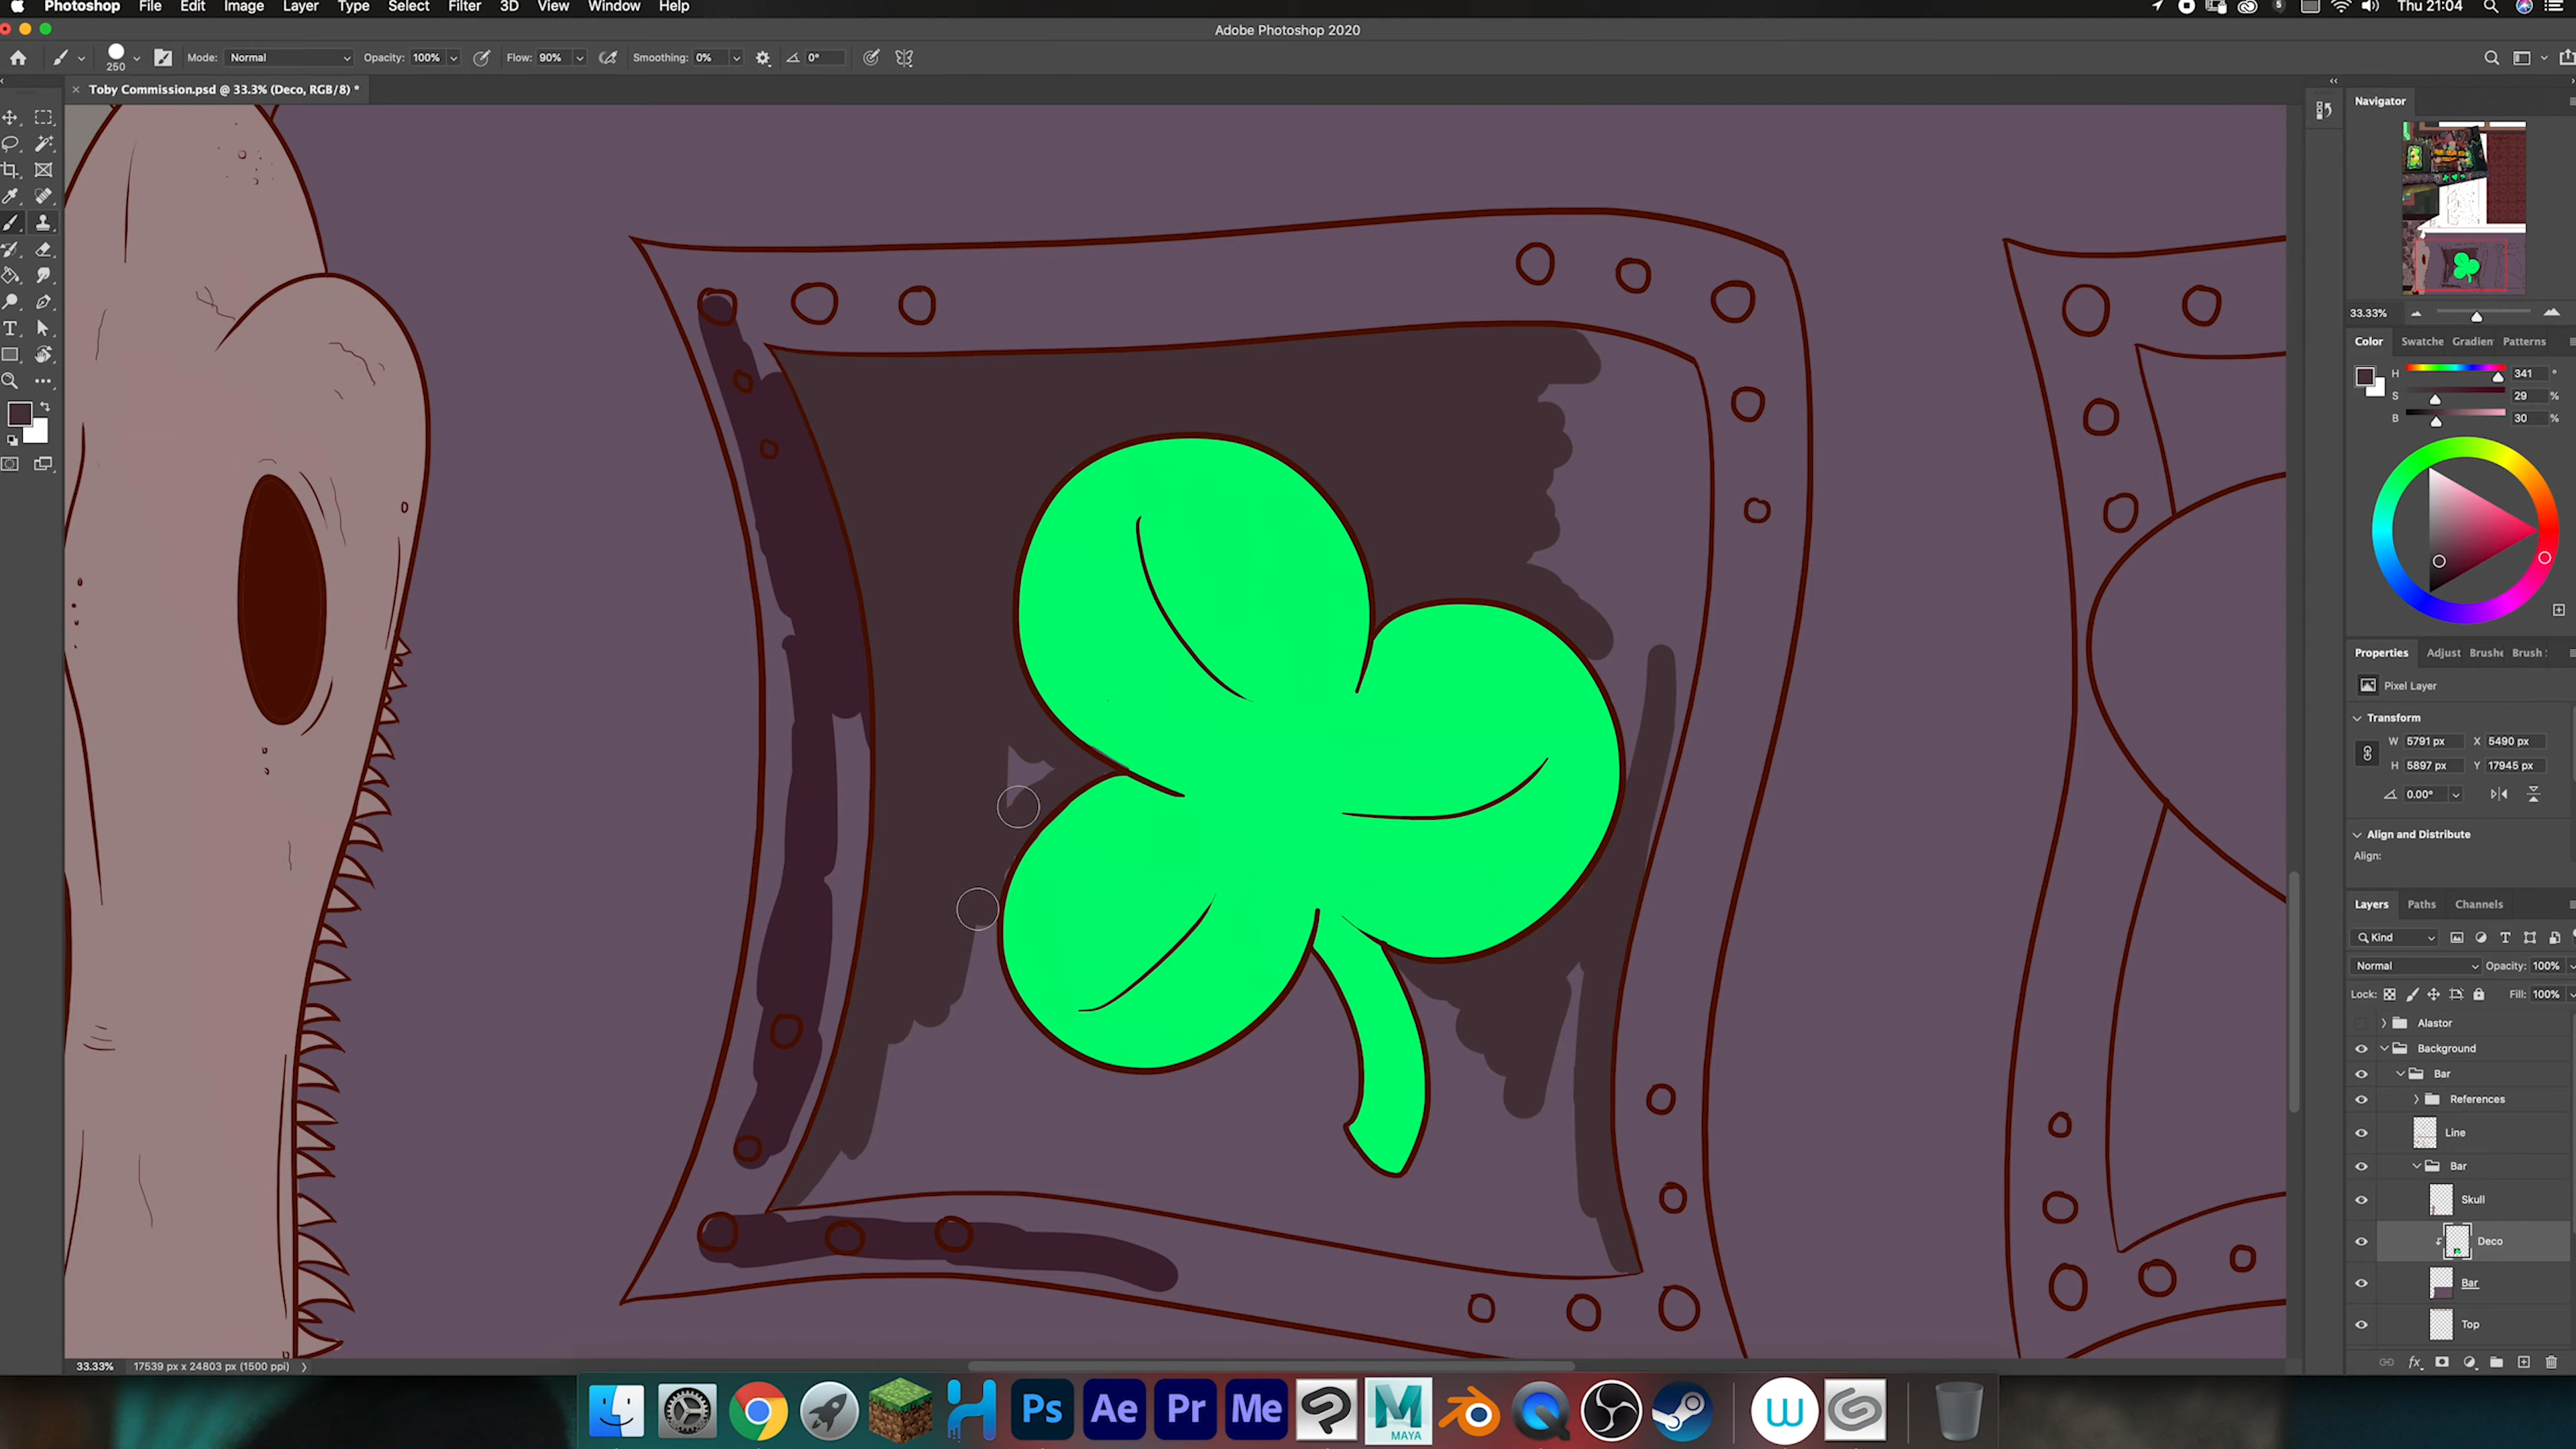 Photoshop File Edit Image Layer Type Select Filter 3D View Window Help Thu 21:04
Adobe Photoshop 2020
250 Mode: Normal Opacity: 100% Flow: 90% Smoothing: 0% 0°
Toby Commission.psd @ 33.3% (Deco, RGB/8) *
Navigator
33.33%
Color Swatche Gradien Patterns
H 341 °
S 29 %
B 30 %
Properties Adjust Brushe Brush
Pixel Layer
Transform
W 5791 px X 5490 px
H 5897 px Y 17945 px
0.00°
Align and Distribute
Align:
Layers Paths Channels
Kind
Normal Opacity: 100%
Lock: Fill: 100%
Alastor
Background
Bar
References
Line
Bar
Skull
Deco
Bar
Top
fx
33.33% 17539 px x 24803 px (1500 ppi)
Ps Ae Pr Me
MAYA